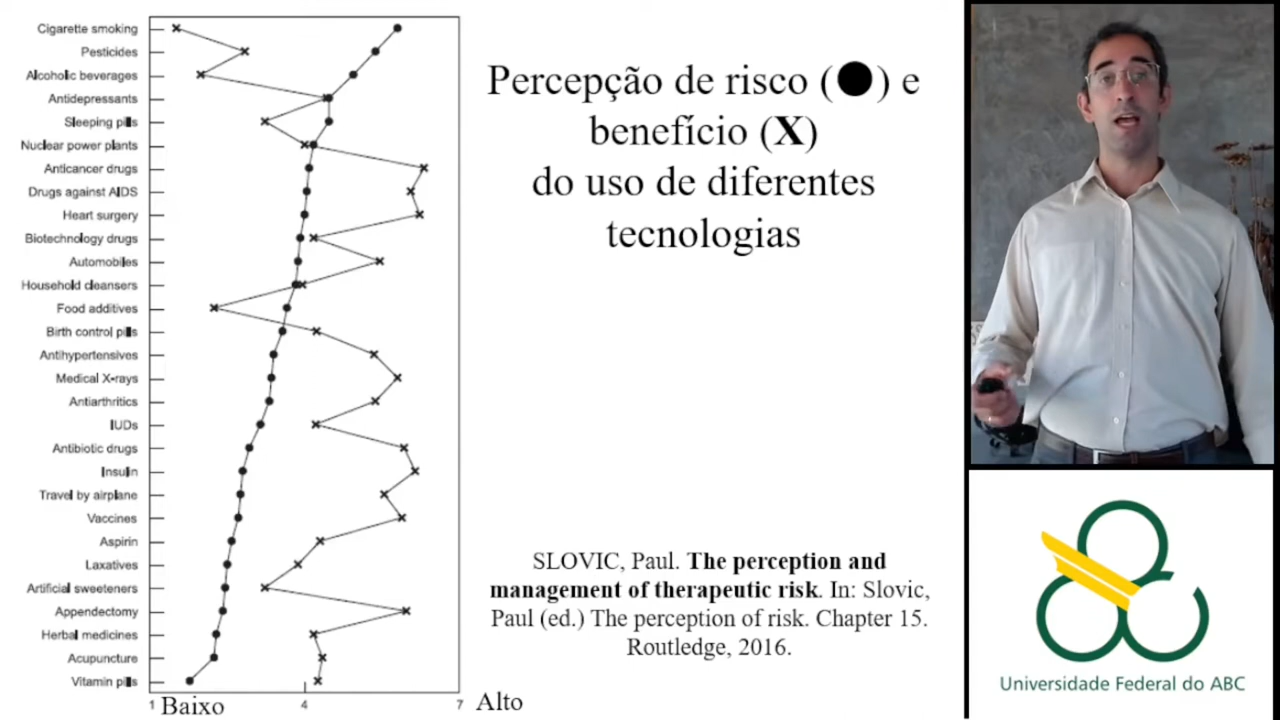 Cigarette smoking
Pesticides
Alcoholic beverages
Antidepressants
Sleeping pills
Nuclear power plants
Anticancer drugs
Drugs against AIDS
Heart surgery
Biotechnology drugs
Automobiles
Household cleansers
Food additives
Birth control pills
Antihypertensives
Medical X-rays
Antiarthritics
IUDs
Antibiotic drugs
Insulin
Travel by airplane
Vaccines
Aspirin
Laxatives
Artificial sweeteners
Appendectomy
Herbal medicines
Acupuncture
Vitamin pills
1 Baixo 4 7 Alto
Percepção de risco (●) e
benefício (X)
do uso de diferentes
tecnologias
SLOVIC, Paul. The perception and
management of therapeutic risk. In: Slovic,
Paul (ed.) The perception of risk. Chapter 15.
Routledge, 2016.
Universidade Federal do ABC